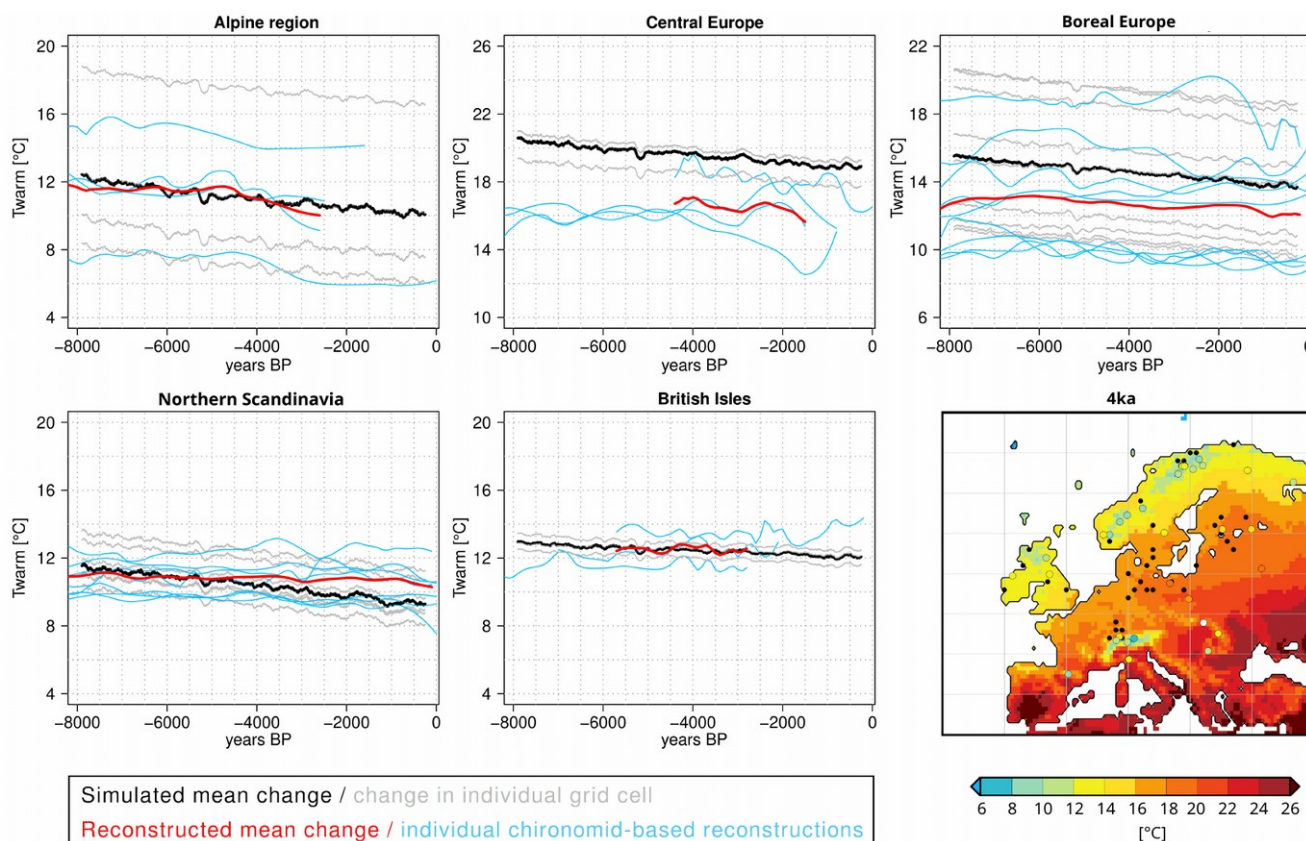 Alpine region
Twarm [°C]
20
16
12
8
4
−8000 −6000 −4000 −2000 0
years BP
Central Europe
Twarm [°C]
26
22
18
14
10
−8000 −6000 −4000 −2000 0
years BP
Boreal Europe
Twarm [°C]
22
18
14
10
6
−8000 −6000 −4000 −2000
years BP
Northern Scandinavia
Twarm [°C]
20
16
12
8
4
−8000 −6000 −4000 −2000 0
years BP
British Isles
Twarm [°C]
20
16
12
8
4
−8000 −6000 −4000 −2000 0
years BP
4ka
6 8 10 12 14 16 18 20 22 24 26
[°C]
Simulated mean change / change in individual grid cell
Reconstructed mean change / individual chironomid-based reconstructions